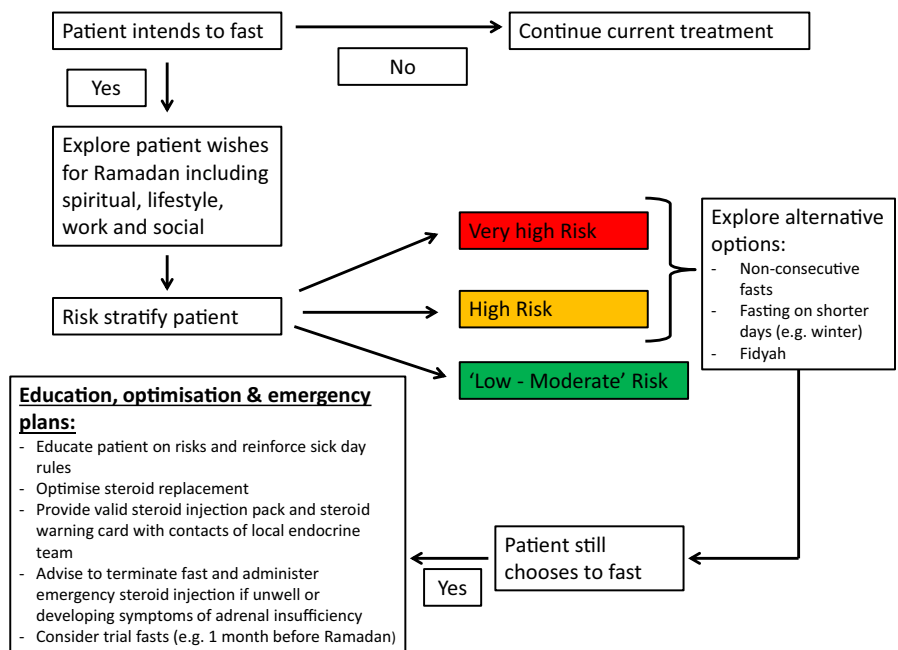 Patient intends to fast
Continue current treatment
No
Yes
Explore patient wishes
for Ramadan including
spiritual, lifestyle,
work and social
Risk stratify patient
Very high Risk
High Risk
‘Low - Moderate’ Risk
Explore alternative
options:
- Non-consecutive
fasts
- Fasting on shorter
days (e.g. winter)
- Fidyah
Patient still
chooses to fast
Yes
Education, optimisation & emergency
plans:
- Educate patient on risks and reinforce sick day
rules
- Optimise steroid replacement
- Provide valid steroid injection pack and steroid
warning card with contacts of local endocrine
team
- Advise to terminate fast and administer
emergency steroid injection if unwell or
developing symptoms of adrenal insufficiency
- Consider trial fasts (e.g. 1 month before Ramadan)